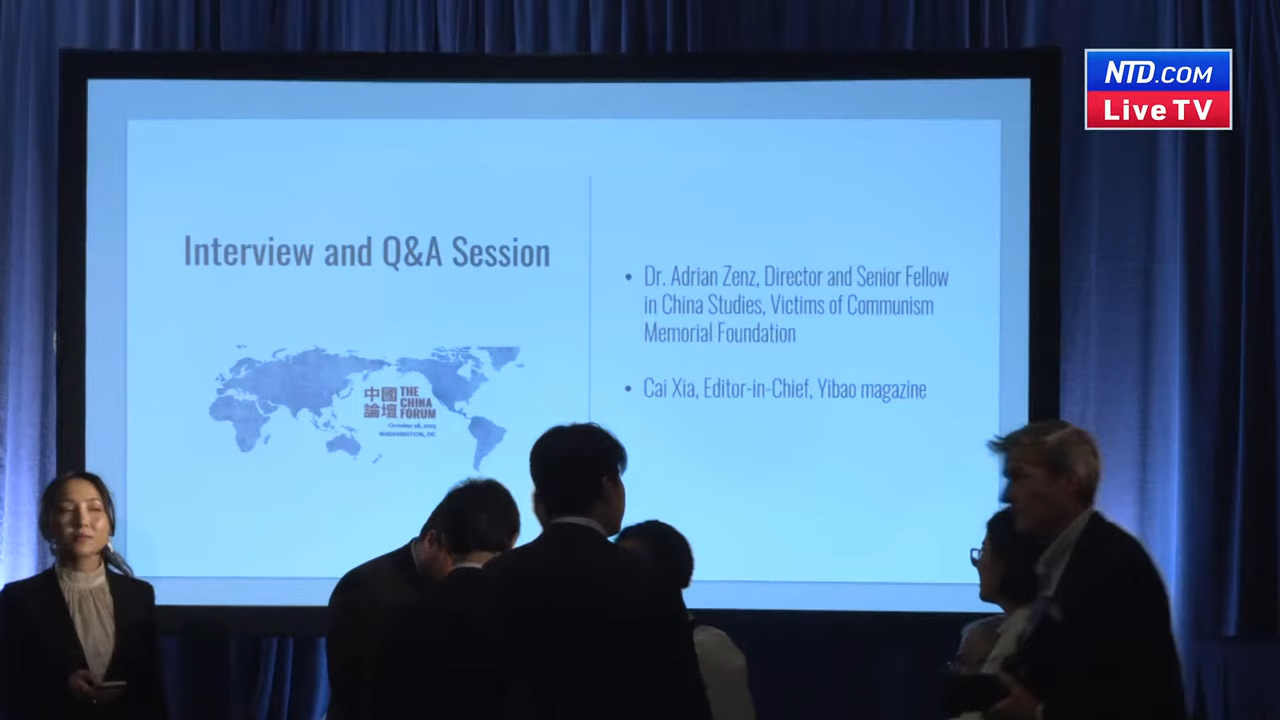 NTD.COM
Live TV
Interview and Q&A Session
• Dr. Adrian Zenz, Director and Senior Fellow
in China Studies, Victims of Communism
Memorial Foundation
• Cai Xia, Editor-in-Chief, Yibao magazine
中國
論壇
THE
CHINA
FORUM
WASHINGTON, DC